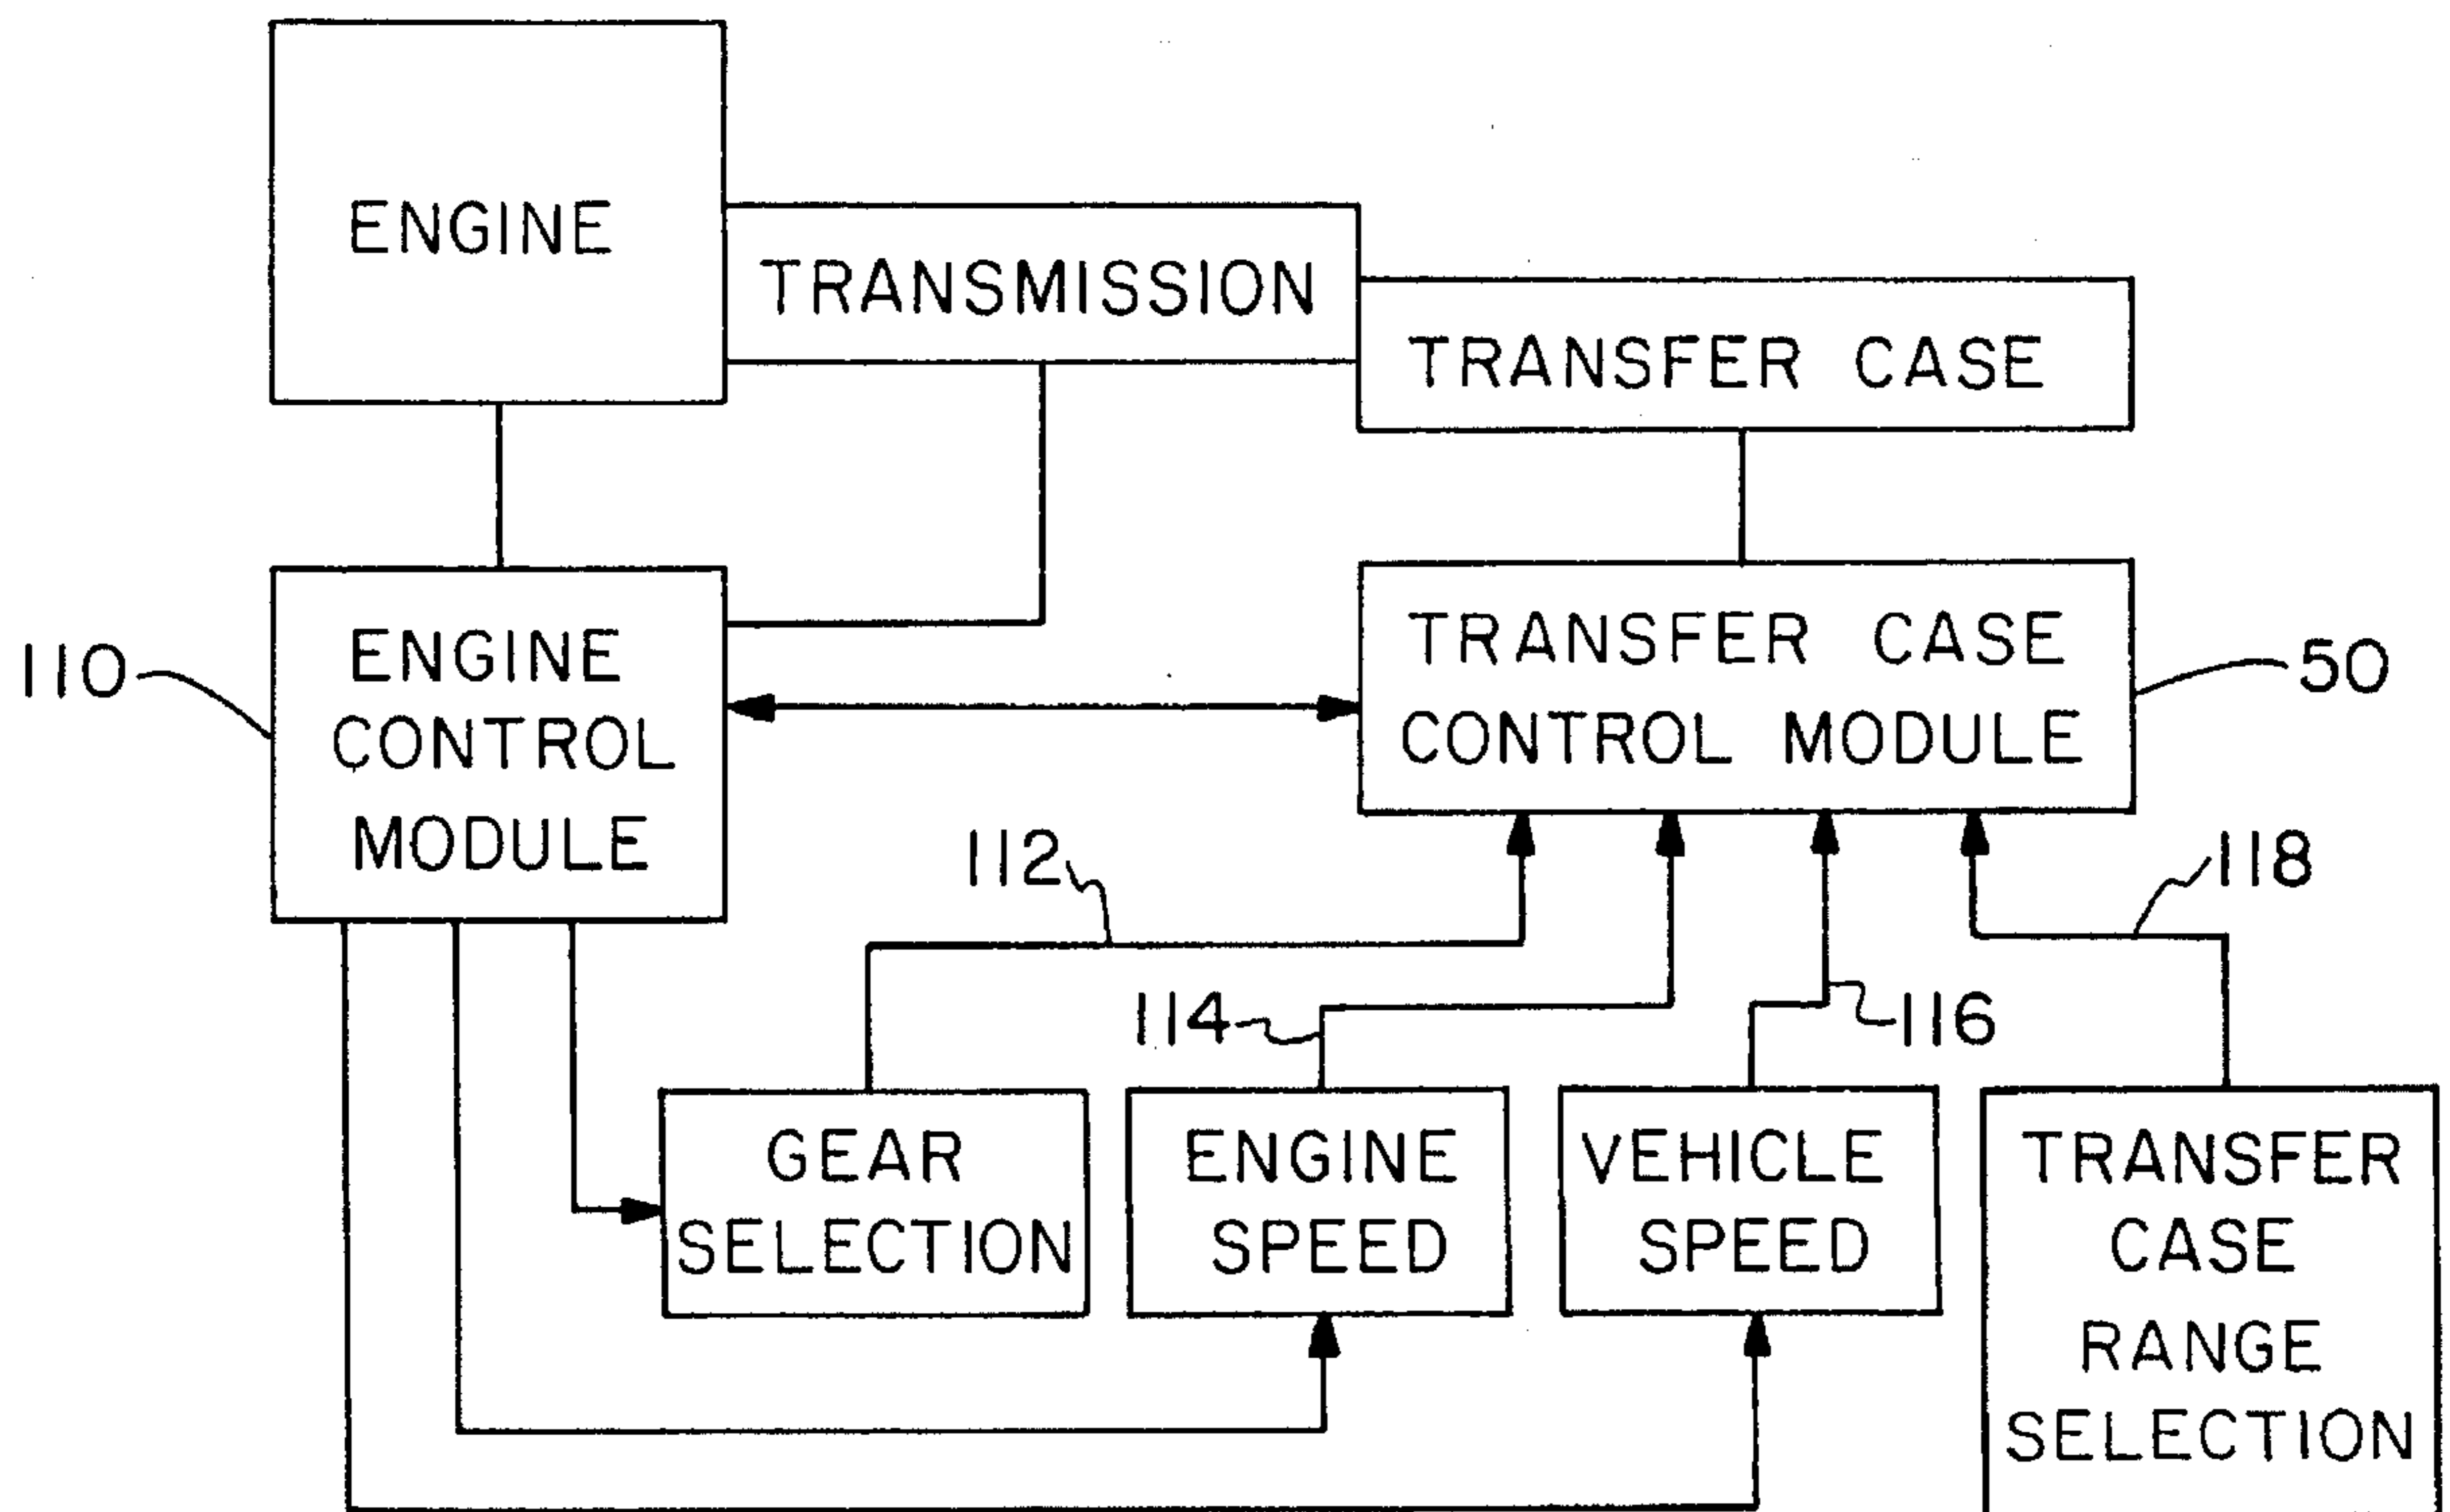 ENGINE
TRANSMISSION
TRANSFER CASE
110
ENGINE
CONTROL
MODULE
TRANSFER CASE
CONTROL MODULE
50
112
118
114
116
GEAR
SELECTION
ENGINE
SPEED
VEHICLE
SPEED
TRANSFER
CASE
RANGE
SELECTION